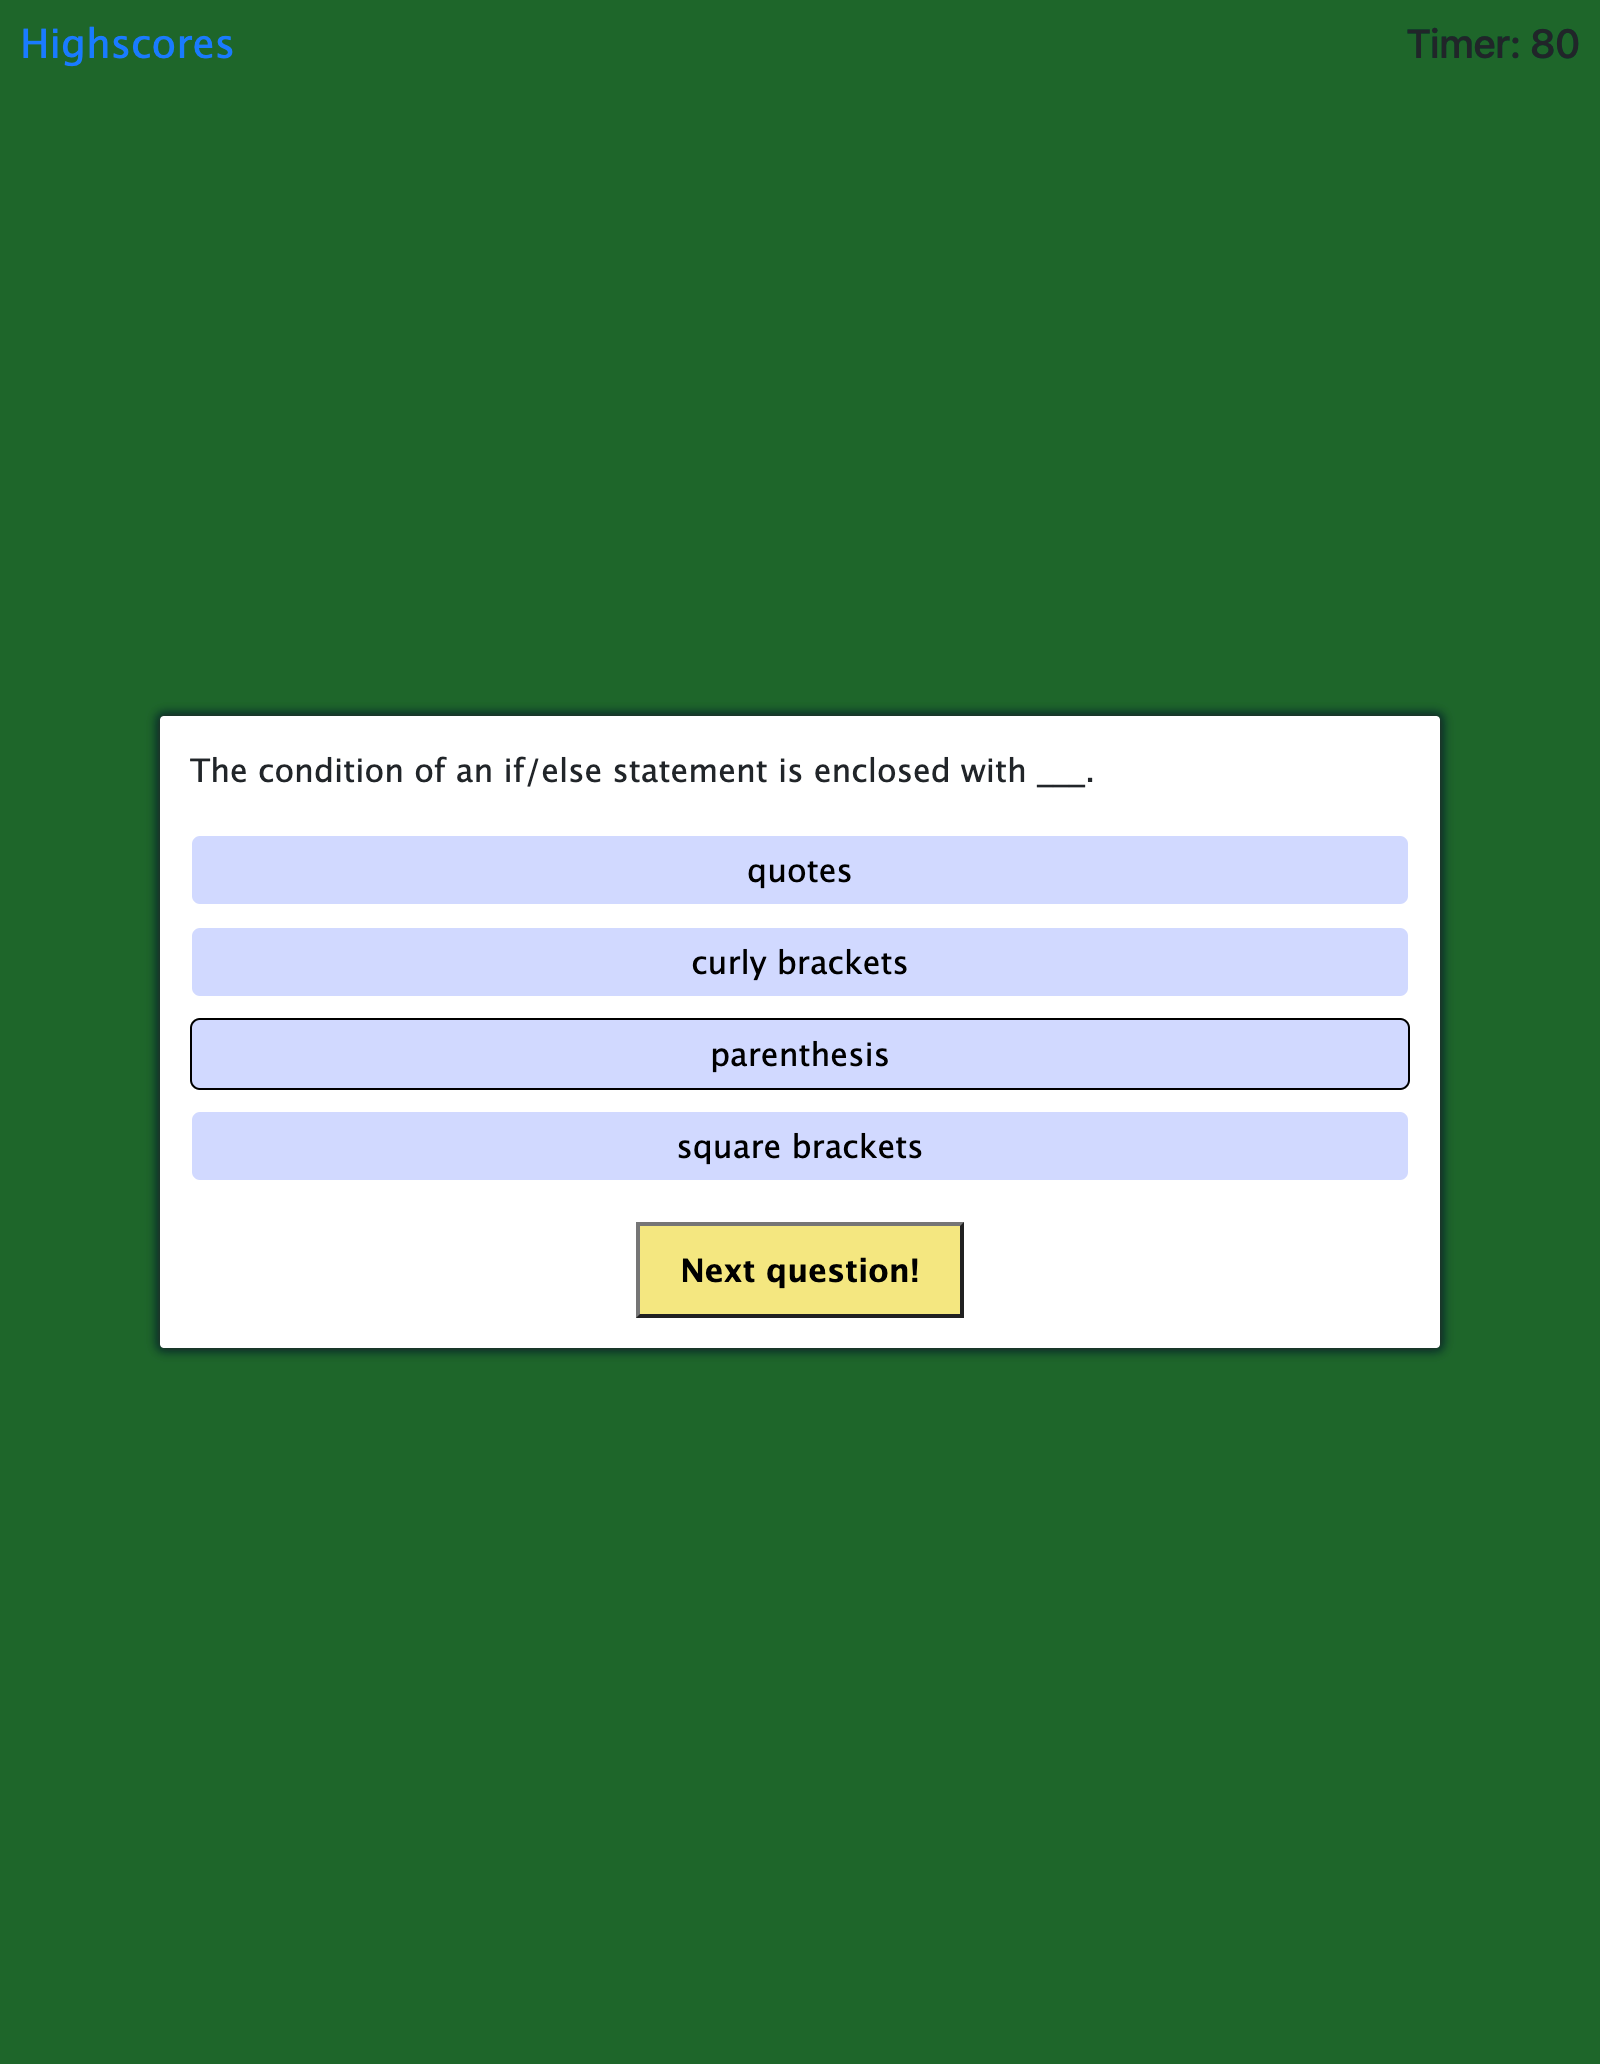 Highscores
Timer: 80
The condition of an if/else statement is enclosed with ___.
quotes
curly brackets
parenthesis
square brackets
Next question!